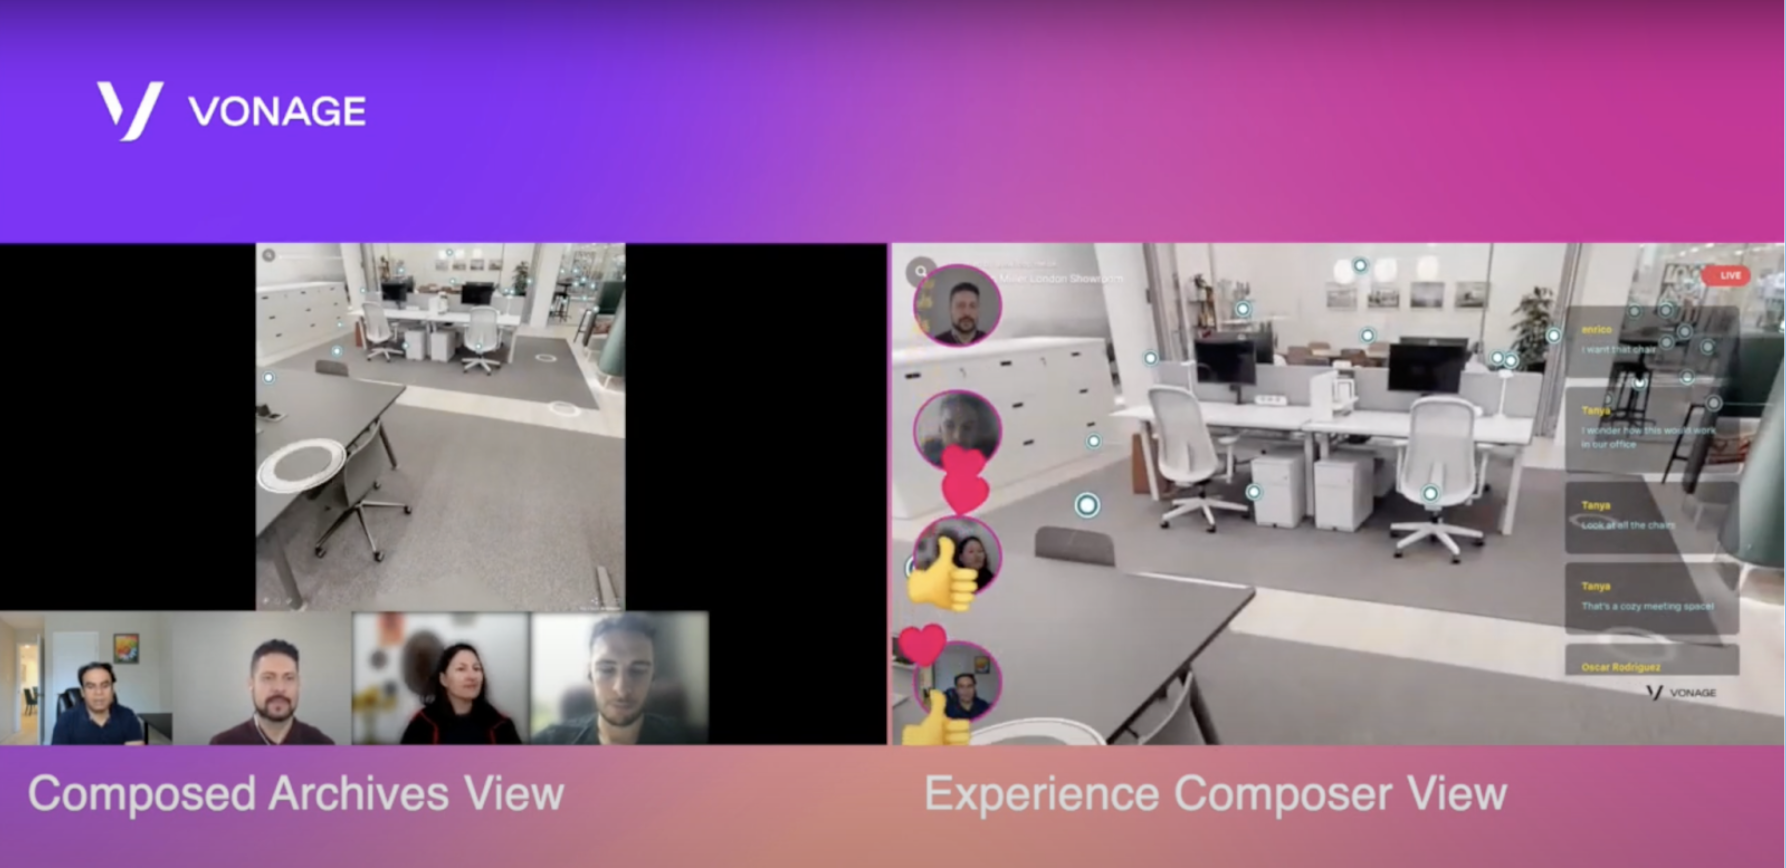 VONAGE
Miller London Showroom
LIVE
enrico
I want that chair
Tanya
I wonder how this would work
in our office
Tanya
Look at all the chairs
Tanya
That's a cozy meeting space!
Oscar Rodriguez
VONAGE
Composed Archives View
Experience Composer View